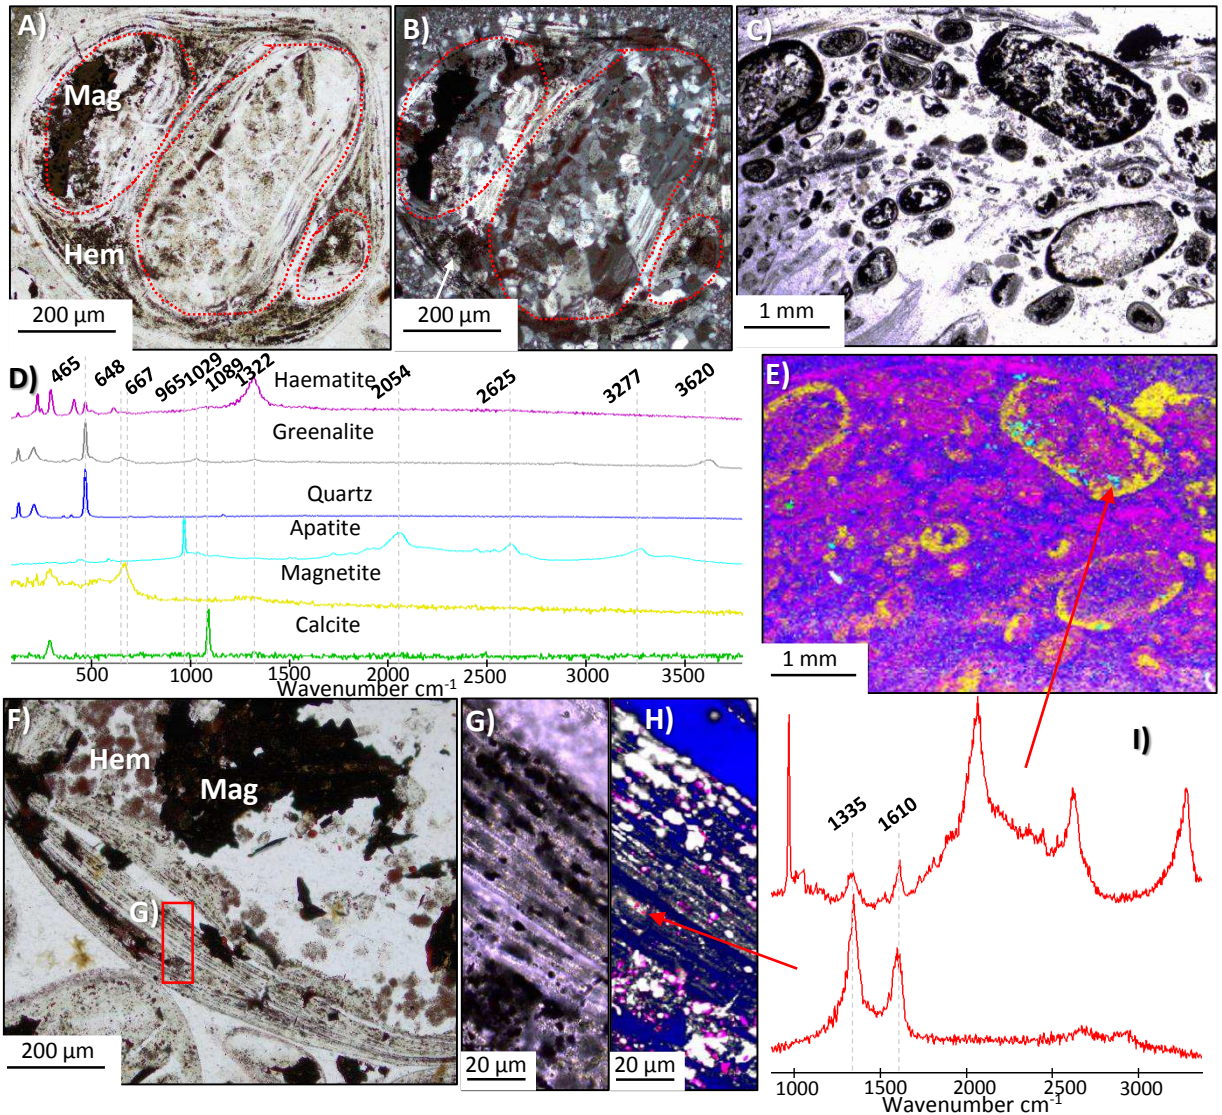 A)
Mag
Hem
200 µm
B)
200 µm
C)
1 mm
D)
465
648
667
965
1029
1089
1322
2054
2625
3277
3620
Haematite
Greenalite
Quartz
Apatite
Magnetite
Calcite
500
1000
1500
2000
2500
3000
3500
Wavenumber cm-1
E)
1 mm
F)
Hem
Mag
G)
200 µm
G)
20 µm
H)
20 µm
I)
1335
1610
1000
1500
2000
2500
3000
Wavenumber cm-1